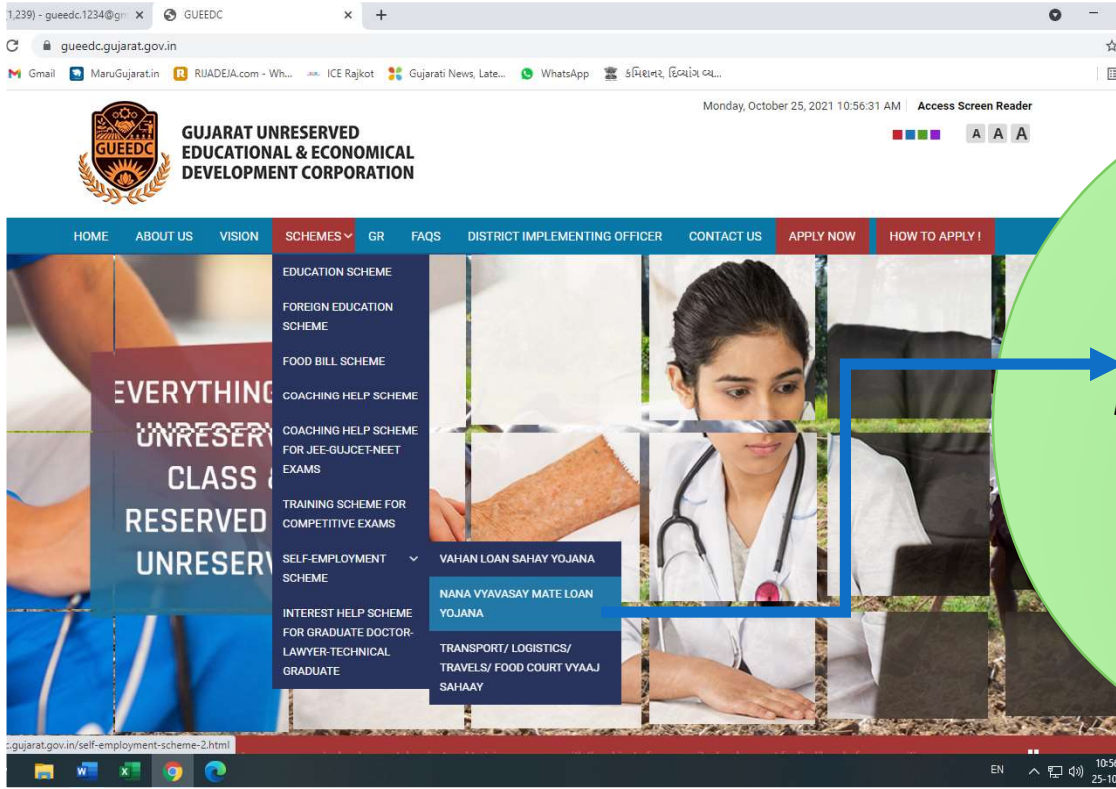 1,239) - gueedc.1234@gm
GUEEDC
gueedc.gujarat.gov.in
Gmail MaruGujarat.in RIJADEJA.com - Wh... ICE Rajkot Gujarati News, Late... WhatsApp કમિશનર, દિવ્યાંગ વ્ય...
GUEEDC
GUJARAT UNRESERVED
EDUCATIONAL & ECONOMICAL
DEVELOPMENT CORPORATION
Monday, October 25, 2021 10:56:31 AM | Access Screen Reader
A A A
HOME ABOUT US VISION SCHEMES GR FAQS DISTRICT IMPLEMENTING OFFICER CONTACT US APPLY NOW HOW TO APPLY !
EVERYTHING
UNRESERV
CLASS &
RESERVED
UNRESERV
EDUCATION SCHEME
FOREIGN EDUCATION
SCHEME
FOOD BILL SCHEME
COACHING HELP SCHEME
COACHING HELP SCHEME
FOR JEE-GUJCET-NEET
EXAMS
TRAINING SCHEME FOR
COMPETITIVE EXAMS
SELF-EMPLOYMENT
SCHEME
INTEREST HELP SCHEME
FOR GRADUATE DOCTOR-
LAWYER-TECHNICAL
GRADUATE
VAHAN LOAN SAHAY YOJANA
NANA VYAVASAY MATE LOAN
YOJANA
TRANSPORT/ LOGISTICS/
TRAVELS/ FOOD COURT VYAAJ
SAHAAY
c.gujarat.gov.in/self-employment-scheme-2.html
EN
10:56
25-10